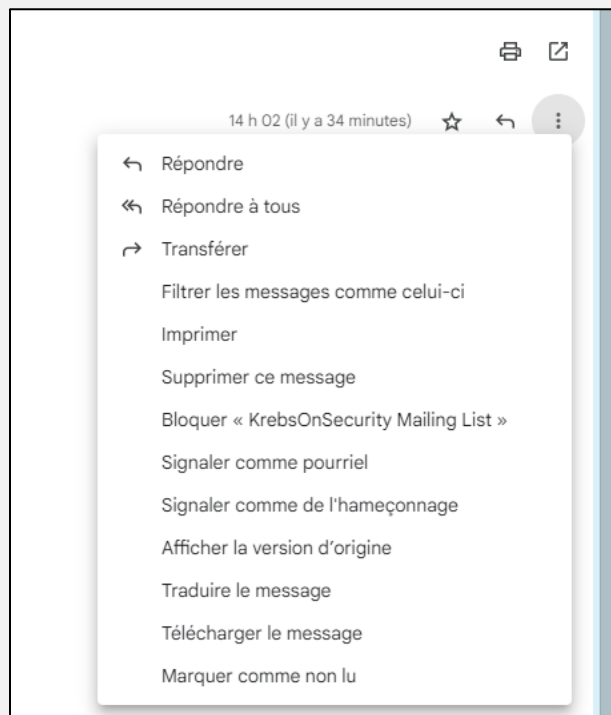 14 h 02 (il y a 34 minutes)
Répondre
Répondre à tous
Transférer
Filtrer les messages comme celui-ci
Imprimer
Supprimer ce message
Bloquer « KrebsOnSecurity Mailing List »
Signaler comme pourriel
Signaler comme de l'hameçonnage
Afficher la version d’origine
Traduire le message
Télécharger le message
Marquer comme non lu